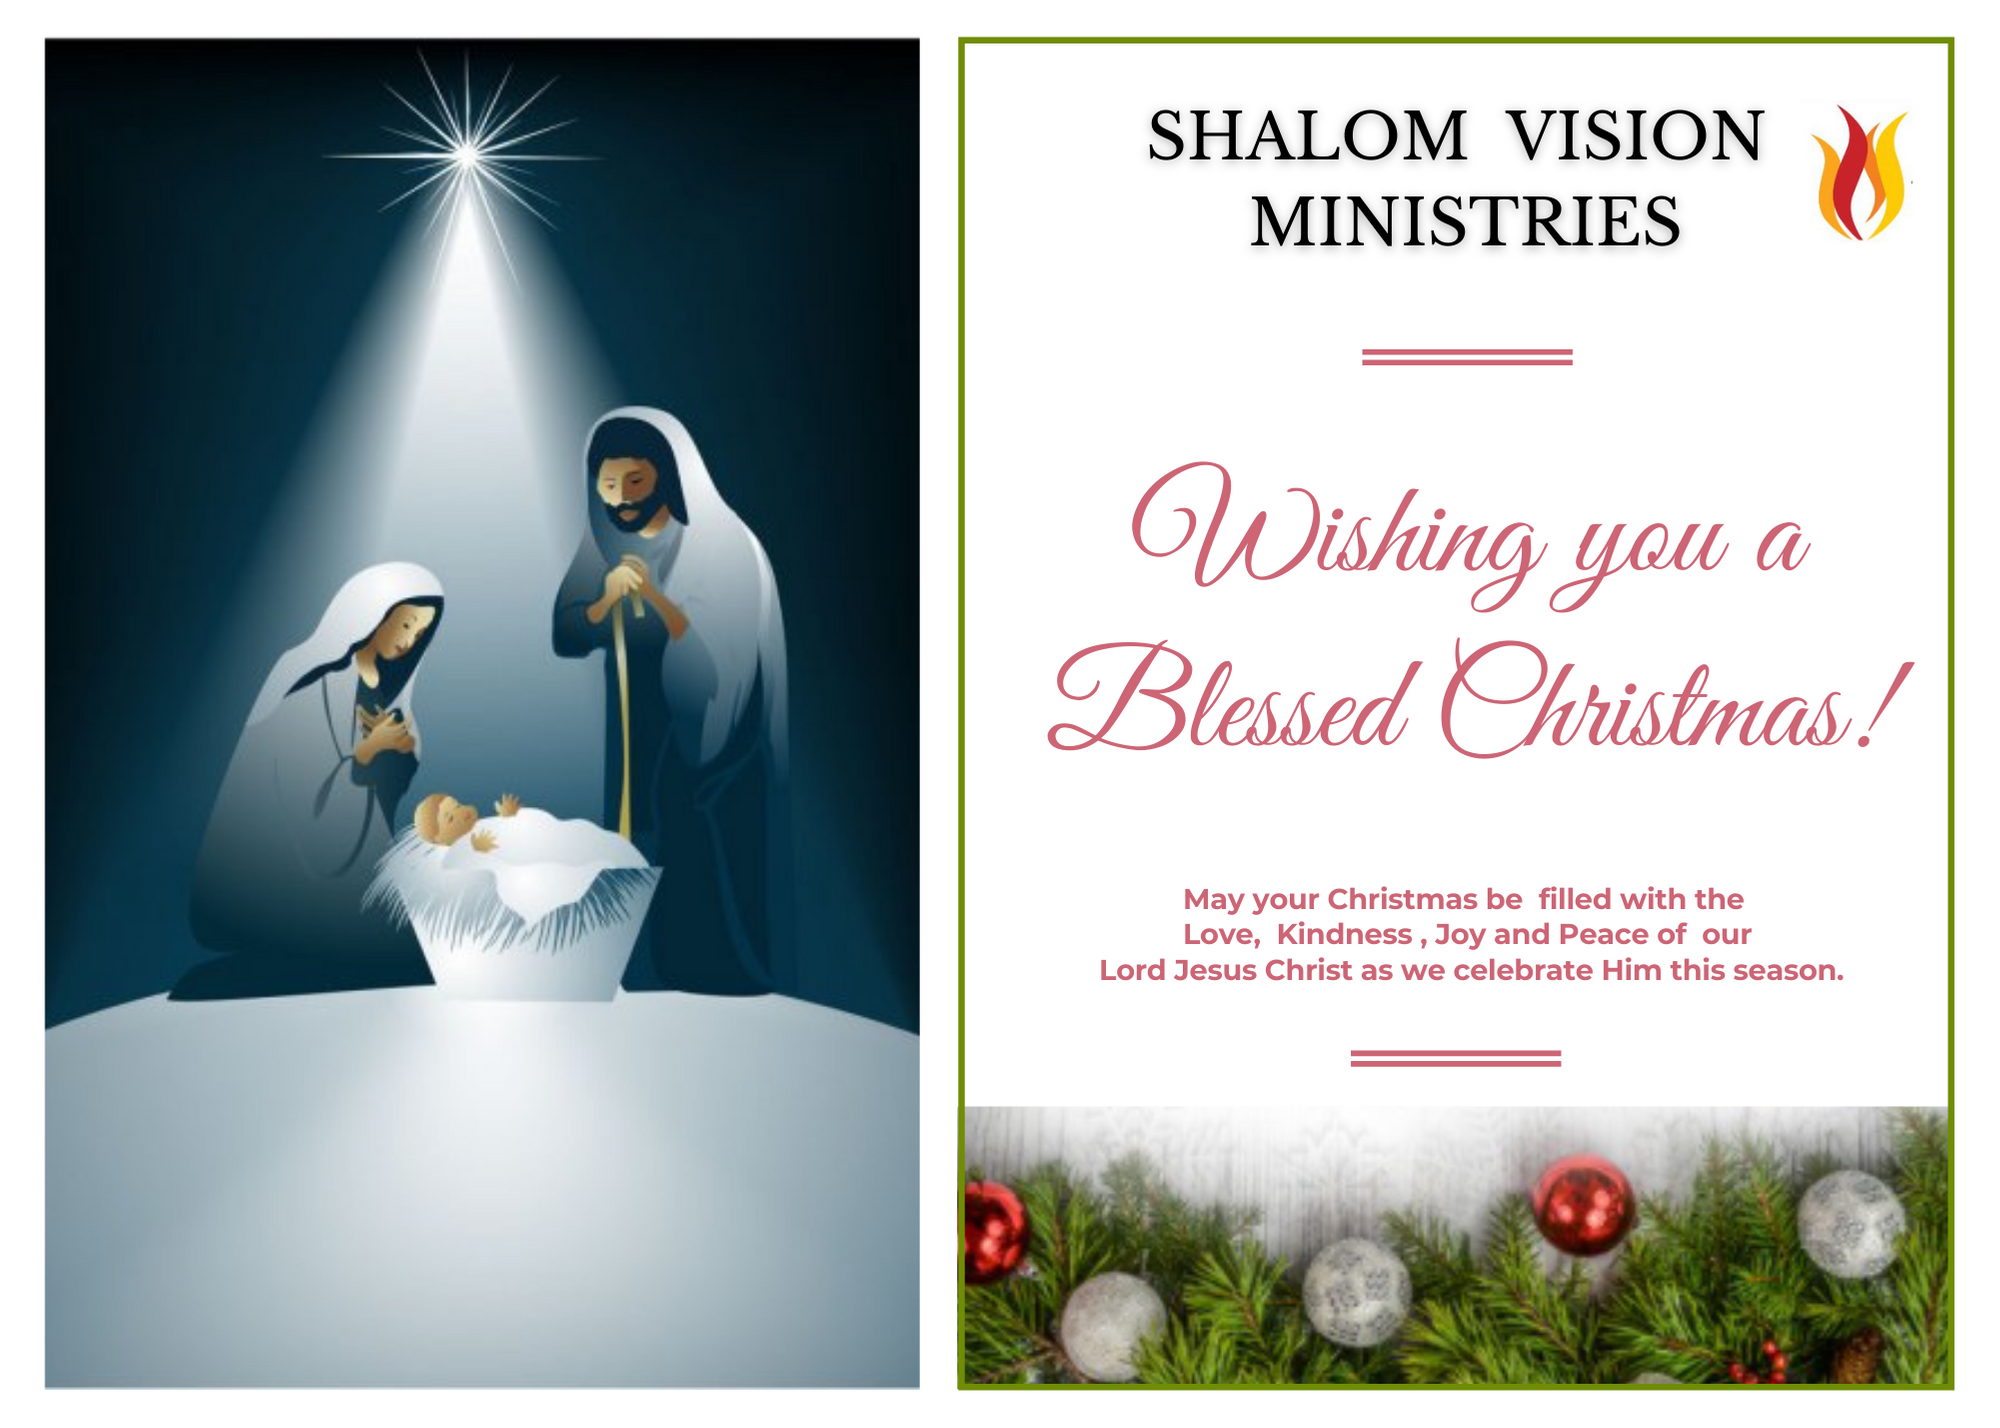 SHALOM VISION
MINISTRIES
Wishing you a
Blessed Christmas!
May your Christmas be filled with the
Love, Kindness , Joy and Peace of our
Lord Jesus Christ as we celebrate Him this season.